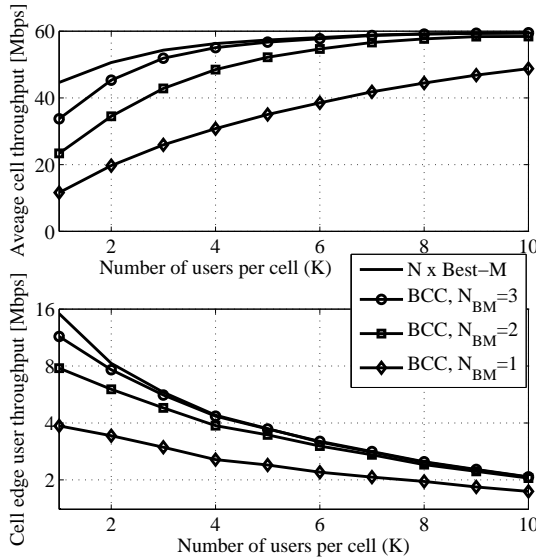 Aveage cell throughput [Mbps]
60
40
20
0
2 4 6 8 10
Number of users per cell (K)
N x Best−M
BCC, N_BM=3
BCC, N_BM=2
BCC, N_BM=1
Cell edge user throughput [Mbps]
16
8
4
2
2 4 6 8 10
Number of users per cell (K)